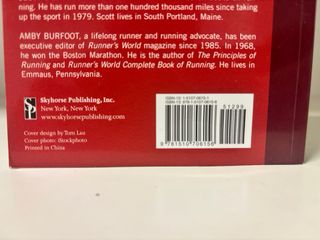 ing. He has run more than one hundred thousand miles since taking
up the sport in 1979. Scott lives in South Portland, Maine.
AMBY BURFOOT, a lifelong runner and running advocate, has been
executive editor of Runner's World magazine since 1985. In 1968,
he won the Boston Marathon. He is the author of The Principles of
Running and Runner's World Complete Book of Running. He lives in
Emmaus, Pennsylvania.
Skyhorse Publishing, Inc.
New York, New York
www.skyhorsepublishing.com
Cover design by Tom Lau
Cover photo: iStockphoto
Printed in China
51299
9 781510 706156